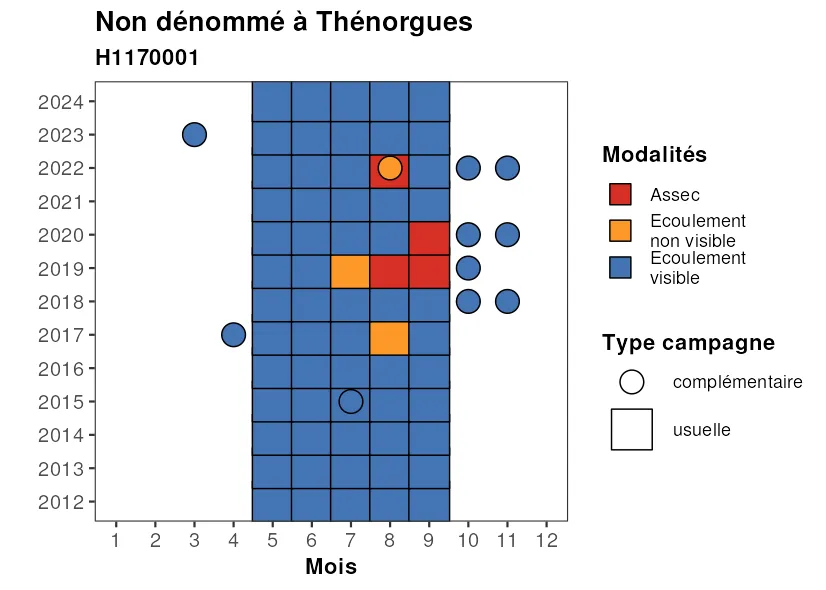 Non dénommé à Thénorgues
H1170001
2024
2023
2022
2021
2020
2019
2018
2017
2016
2015
2014
2013
2012
1 2 3 4 5 6 7 8 9 10 11 12
Mois
Modalités
Assec
Ecoulement
non visible
Ecoulement
visible
Type campagne
complémentaire
usuelle